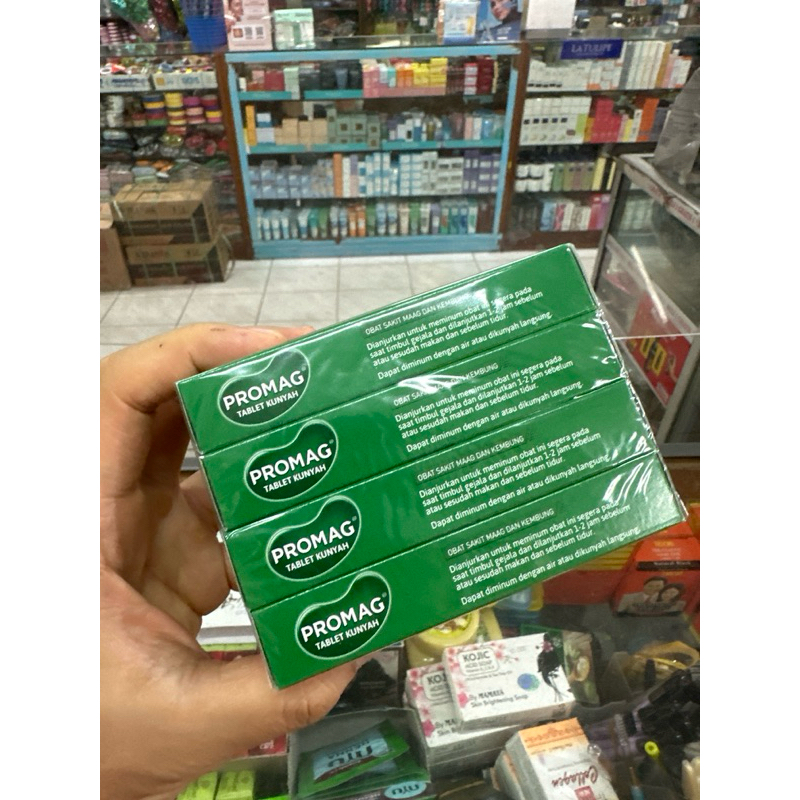 LA TULIPE
PROMAG
TABLET KUNYAH
OBAT SAKIT MAAG DAN KEMBUNG
Dianjurkan untuk meminum obat ini segera pada
saat timbul gejala dan dilanjutkan 1-2 jam sebelum
atau sesudah makan dan sebelum tidur.
Dapat diminum dengan air atau dikunyah langsung.
PROMAG
TABLET KUNYAH
OBAT SAKIT MAAG DAN KEMBUNG
Dianjurkan untuk meminum obat ini segera pada
saat timbul gejala dan dilanjutkan 1-2 jam sebelum
atau sesudah makan dan sebelum tidur.
Dapat diminum dengan air atau dikunyah langsung.
PROMAG
TABLET KUNYAH
OBAT SAKIT MAAG DAN KEMBUNG
Dianjurkan untuk meminum obat ini segera pada
saat timbul gejala dan dilanjutkan 1-2 jam sebelum
atau sesudah makan dan sebelum tidur.
Dapat diminum dengan air atau dikunyah langsung.
PROMAG
TABLET KUNYAH
OBAT SAKIT MAAG DAN KEMBUNG
Dianjurkan untuk meminum obat ini segera pada
saat timbul gejala dan dilanjutkan 1-2 jam sebelum
atau sesudah makan dan sebelum tidur.
Dapat diminum dengan air atau dikunyah langsung.
KOJIC
ACID SOAP
By MAMAYA
Skin Brightening Soap
KOJIC
Collagen